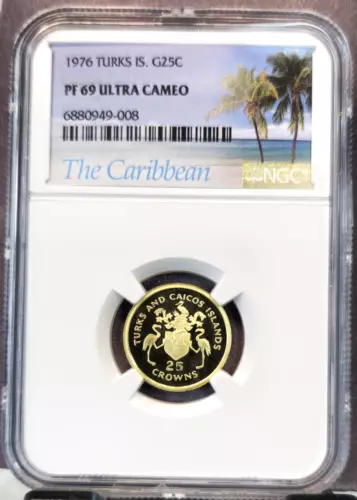 1976 TURKS IS. G25C
PF 69 ULTRA CAMEO
6880949-008
The Caribbean
NGC
TURKS AND CAICOS ISLANDS
25
CROWNS